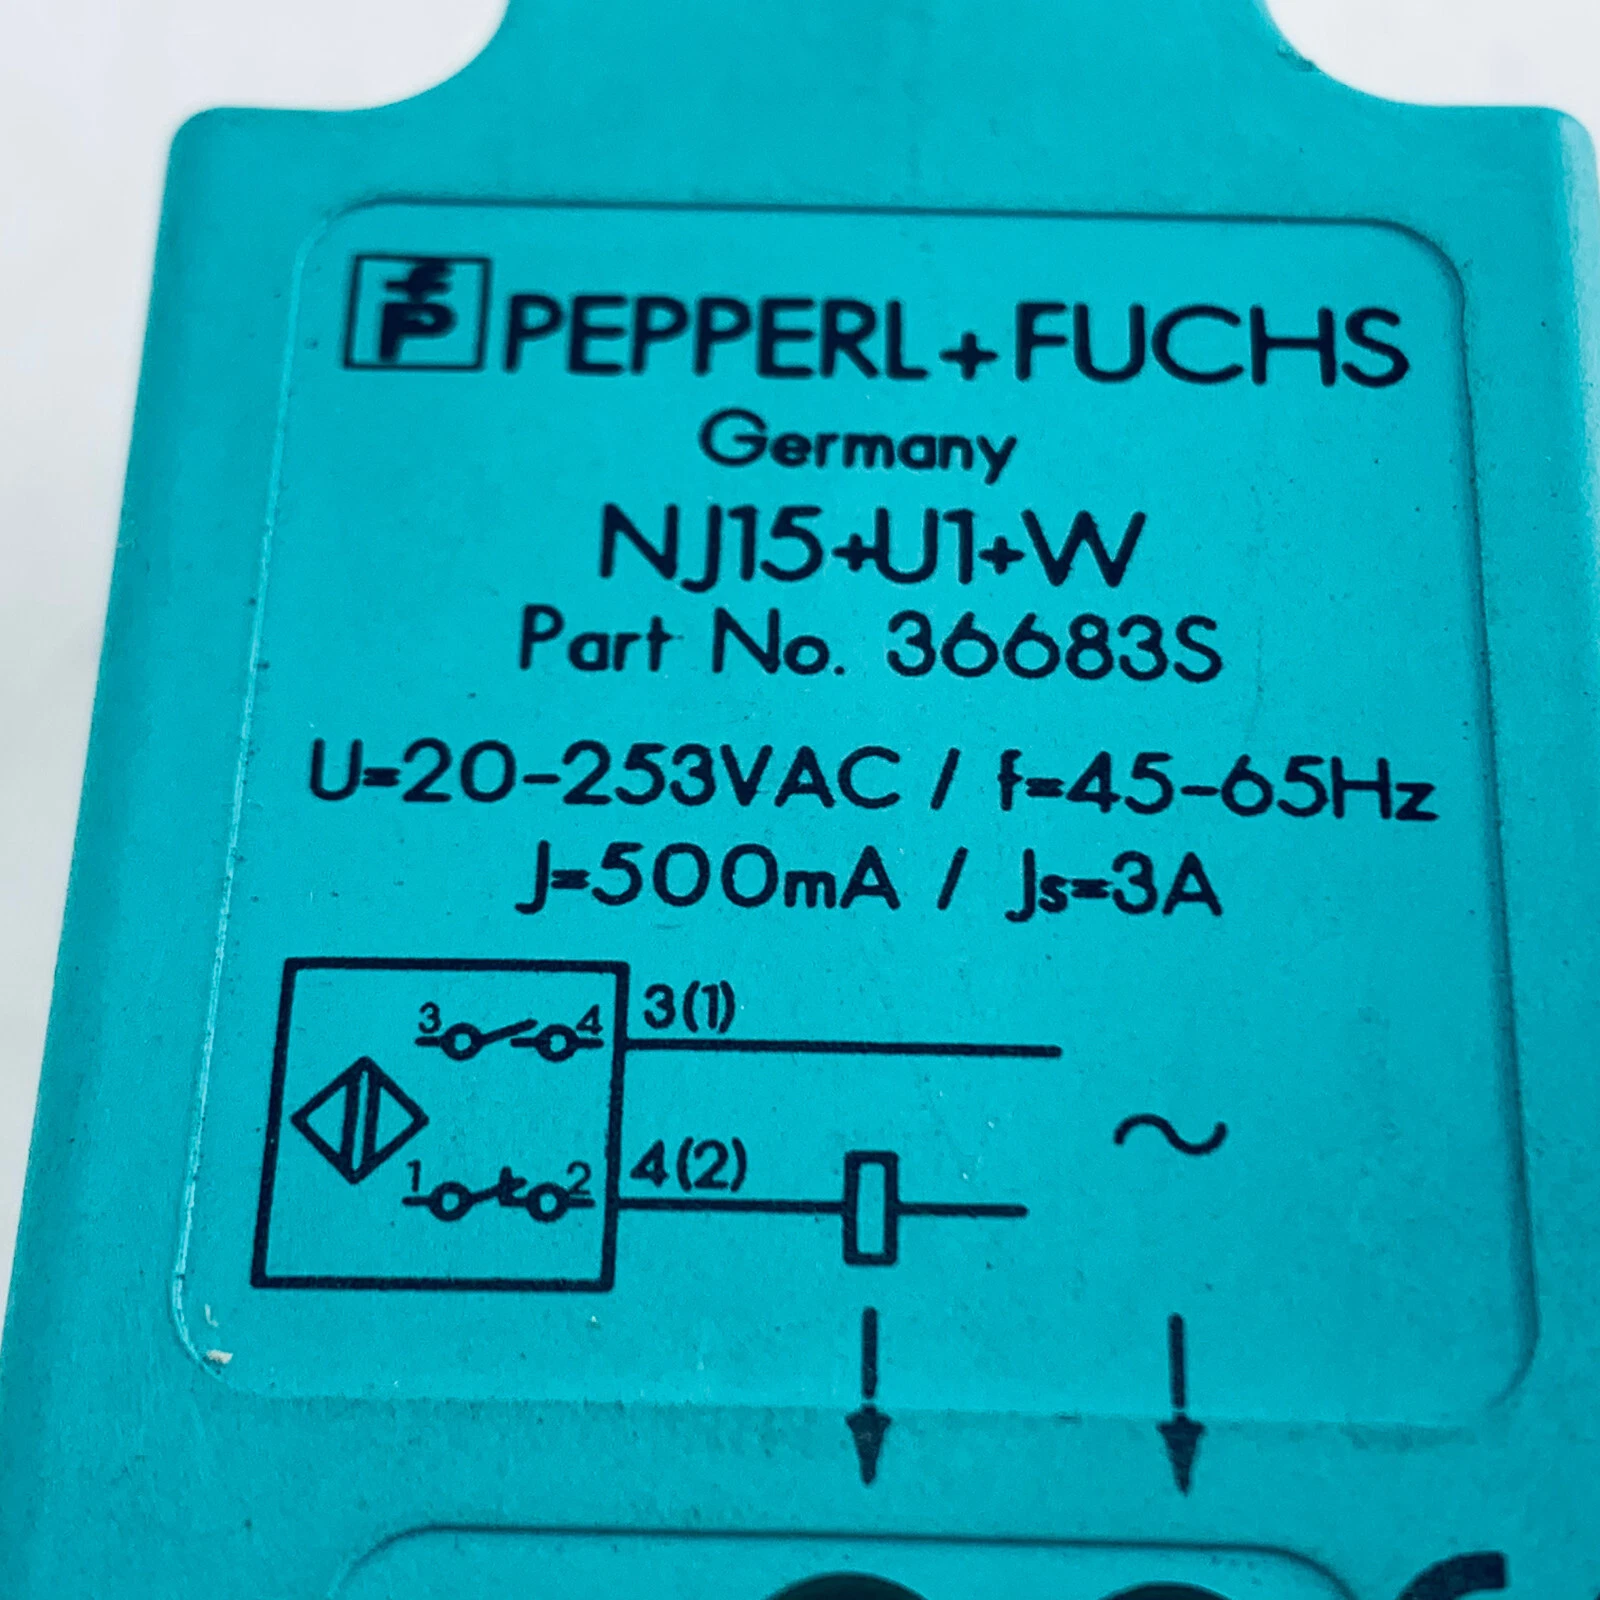 PEPPERL+FUCHS
Germany
NJ15+U1+W
Part No. 36683S
U=20-253VAC / f=45-65Hz
J=500mA / Js=3A
3 4 3(1)
~
1 2 4(2)